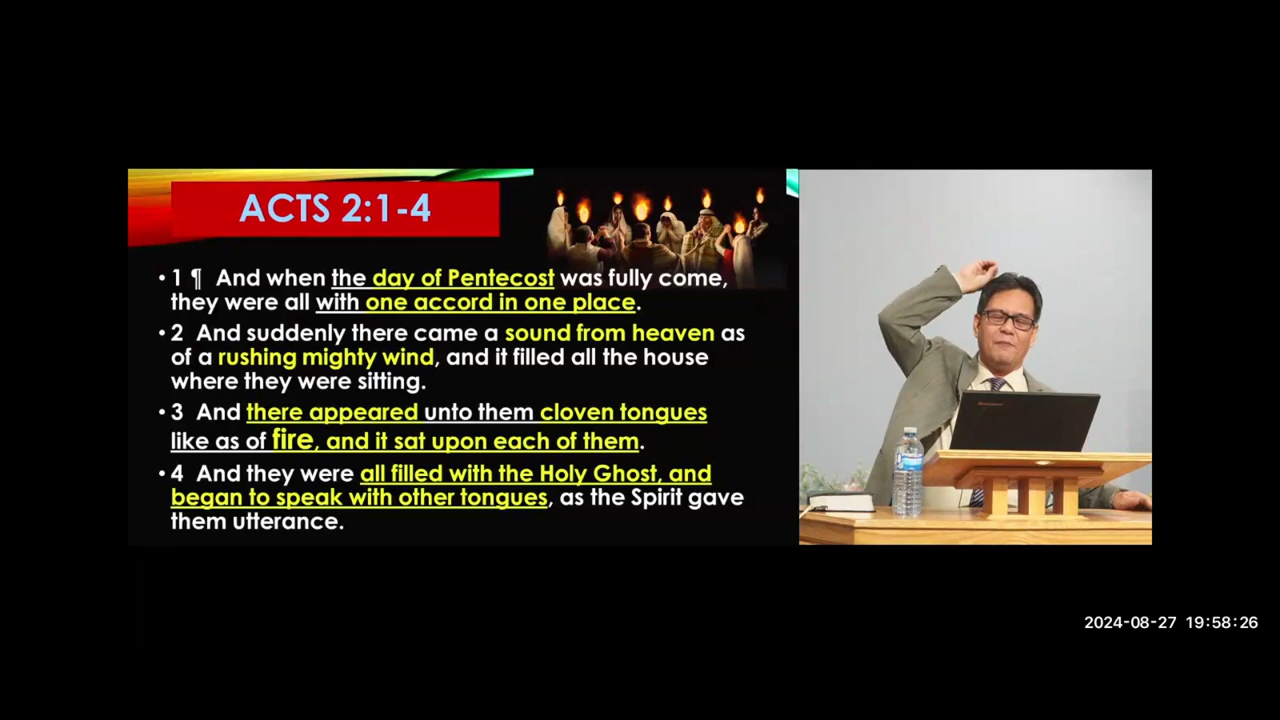 ACTS 2:1-4
• 1 ¶ And when the day of Pentecost was fully come,
they were all with one accord in one place.
• 2 And suddenly there came a sound from heaven as
of a rushing mighty wind, and it filled all the house
where they were sitting.
• 3 And there appeared unto them cloven tongues
like as of fire, and it sat upon each of them.
• 4 And they were all filled with the Holy Ghost, and
began to speak with other tongues, as the Spirit gave
them utterance.
2024-08-27 19:58:26